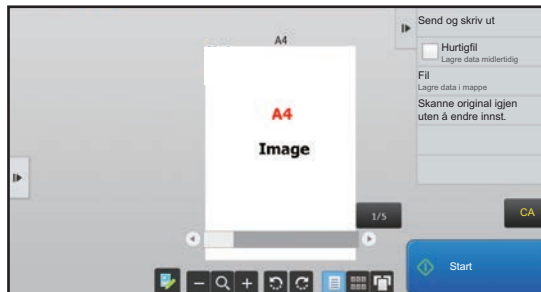 A4
A4
Image
1/5
Send og skriv ut
Hurtigfil
Lagre data midlertidig
Fil
Lagre data i mappe
Skanne original igjen
uten å endre innst.
CA
Start